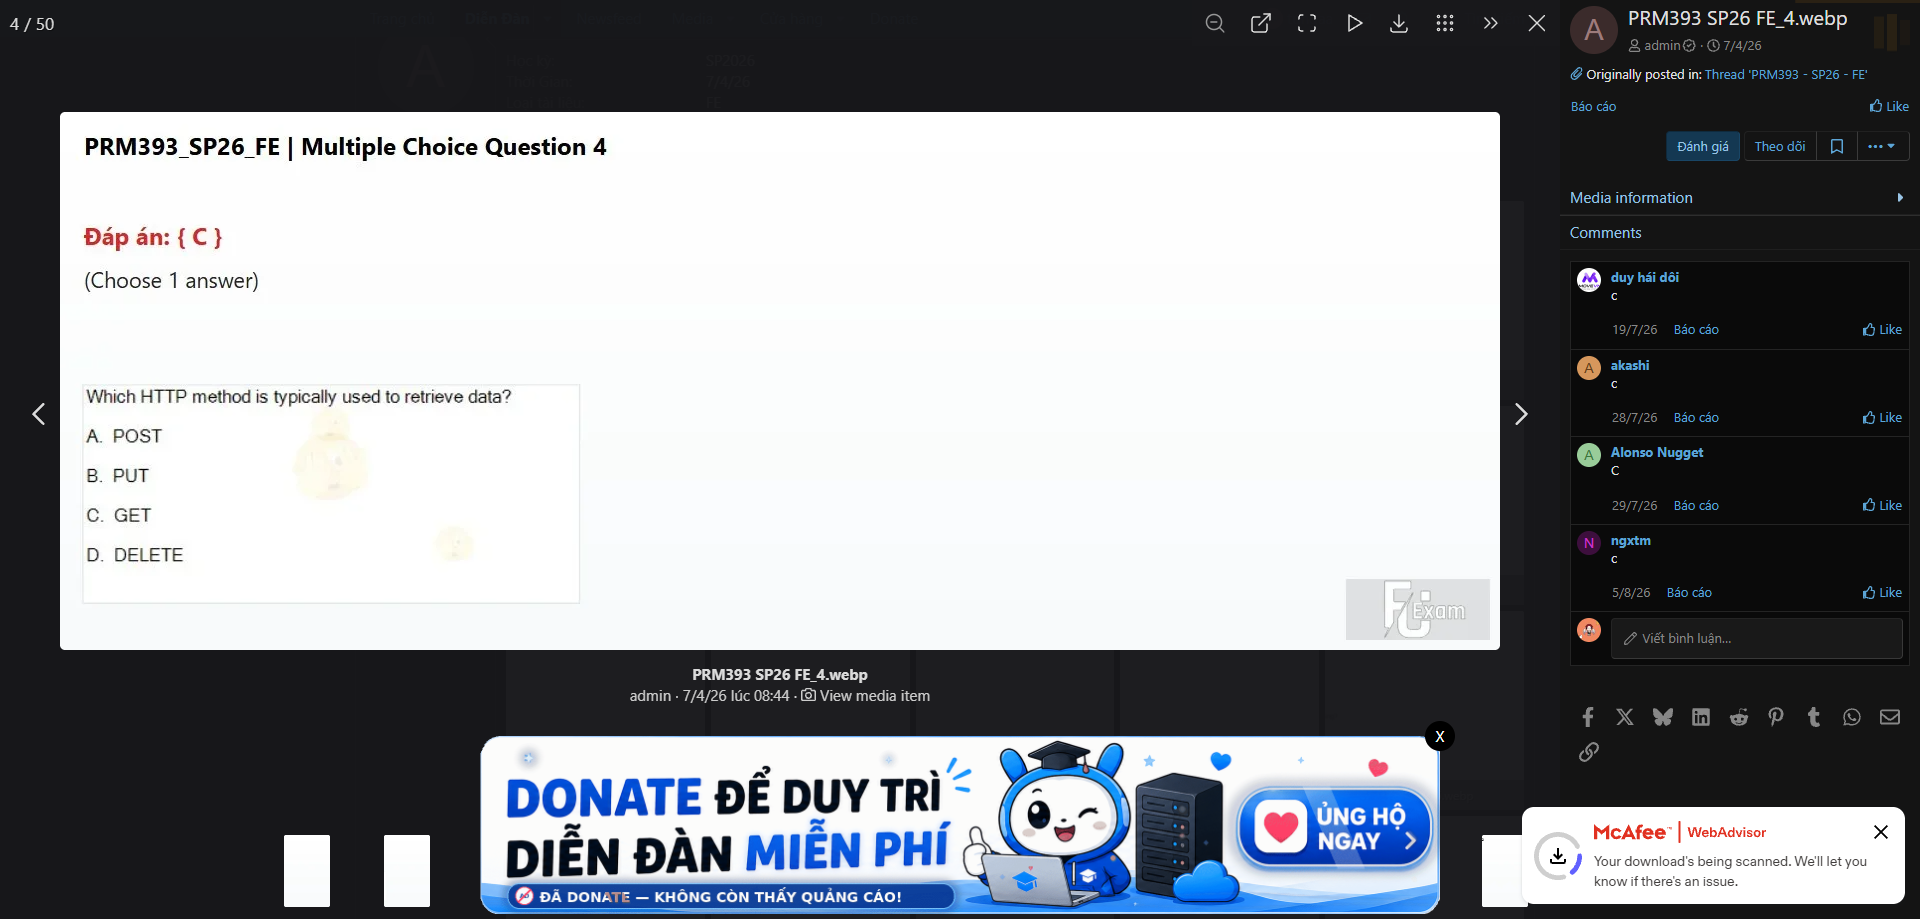 4 / 50
PRM393 SP26 FE_4.webp
admin · 7/4/26
Originally posted in: Thread 'PRM393 - SP26 - FE'
Báo cáo
Like
Đánh giá
Theo dõi
Media information
Comments
duy hái dôi
c
19/7/26 Báo cáo Like
akashi
c
28/7/26 Báo cáo Like
Alonso Nugget
C
29/7/26 Báo cáo Like
ngxtm
c
5/8/26 Báo cáo Like
Viết bình luận...
PRM393_SP26_FE | Multiple Choice Question 4
Đáp án: { C }
(Choose 1 answer)
Which HTTP method is typically used to retrieve data?
A. POST
B. PUT
C. GET
D. DELETE
Exam
PRM393 SP26 FE_4.webp
admin · 7/4/26 lúc 08:44 · View media item
X
DONATE ĐỂ DUY TRÌ
DIỄN ĐÀN MIỄN PHÍ
ĐÃ DONATE — KHÔNG CÒN THẤY QUẢNG CÁO!
ỦNG HỘ
NGAY
McAfee™ | WebAdvisor
Your download's being scanned. We'll let you
know if there's an issue.